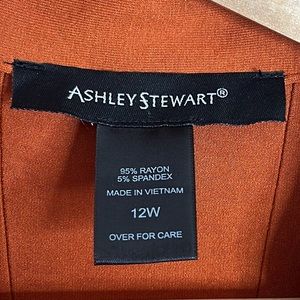 ASHLEY STEWART®
95% RAYON
5% SPANDEX
MADE IN VIETNAM
12W
OVER FOR CARE